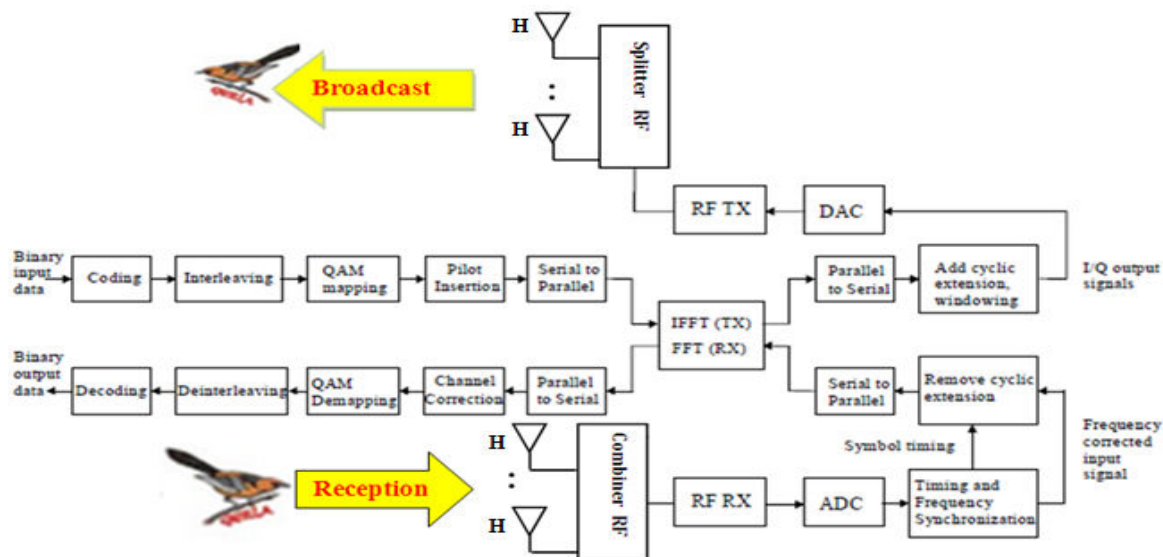 H
Splitter RF
Broadcast
H
RF TX
DAC
Binary
input
data
Coding
Interleaving
QAM
mapping
Pilot
Insertion
Serial to
Parallel
Parallel
to Serial
Add cyclic
extension,
windowing
I/Q output
signals
IFFT (TX)
FFT (RX)
Binary
output
data
Decoding
Deinterleaving
QAM
Demapping
Channel
Correction
Parallel
to Serial
Serial to
Parallel
Remove cyclic
extension
H
Combiner RF
Symbol timing
Frequency
corrected
input
signal
Reception
RF RX
ADC
Timing and
Frequency
Synchronization
H